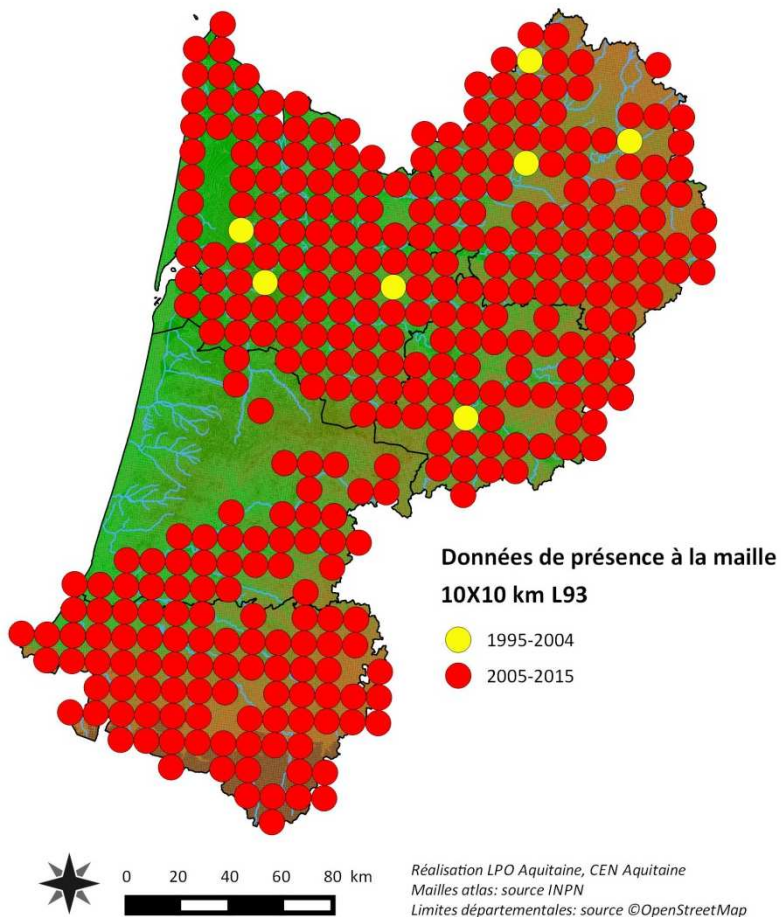 Données de présence à la maille
10X10 km L93
1995-2004
2005-2015
0 20 40 60 80 km
Réalisation LPO Aquitaine, CEN Aquitaine
Mailles atlas: source INPN
Limites départementales: source ©OpenStreetMap